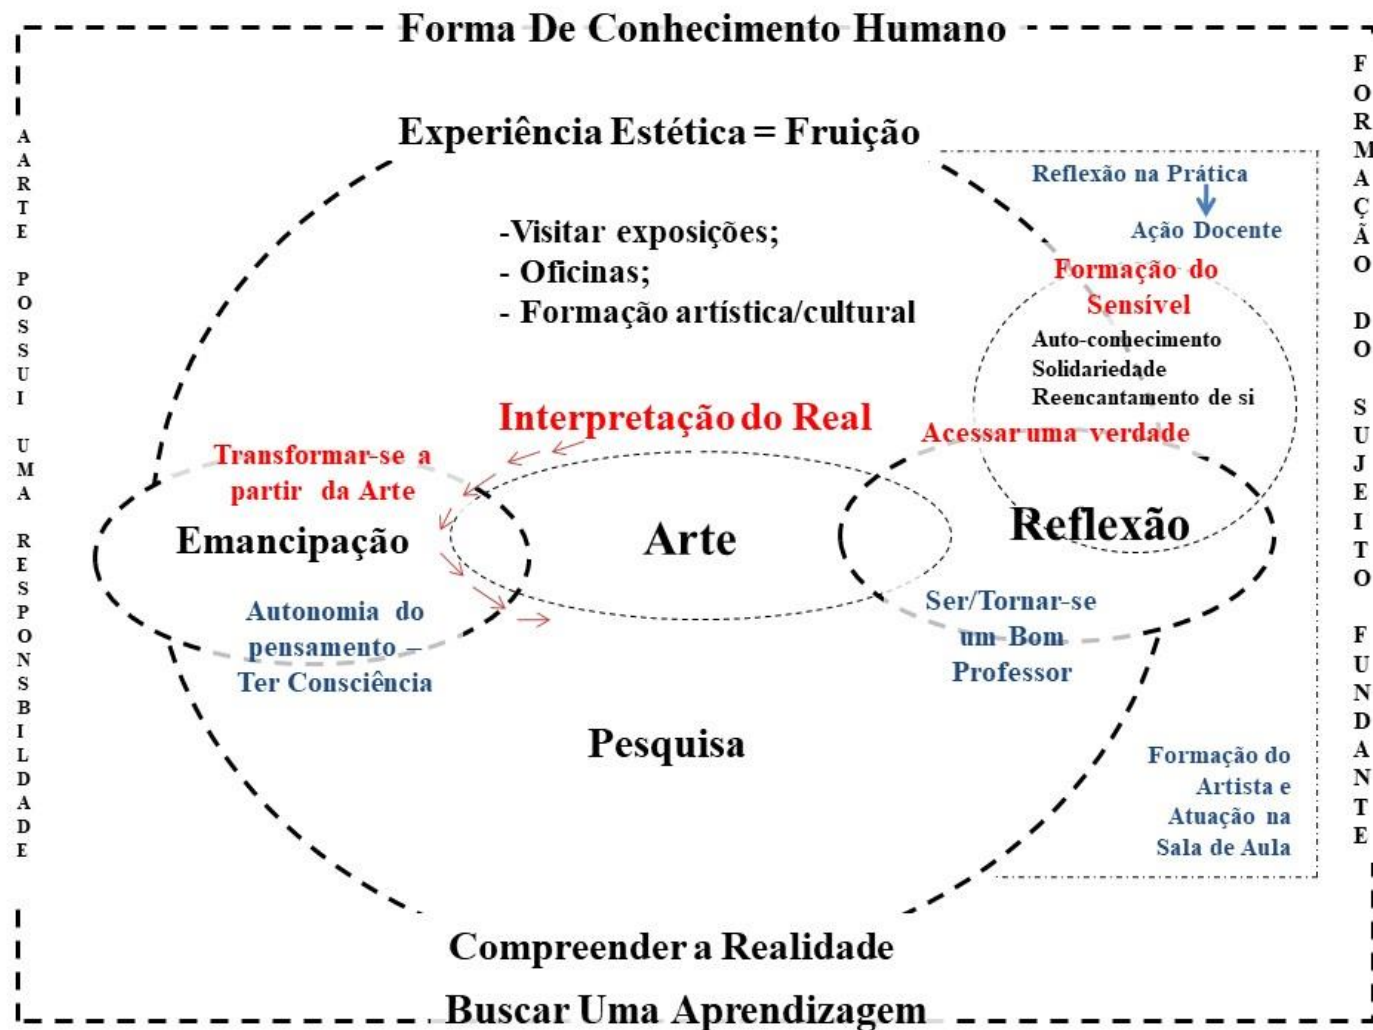 Forma De Conhecimento Humano
AARTE POSSUI UMA RESPONSBILDADE
FORMAÇÃO DO SUJEITO FUNDANTE
Experiência Estética = Fruição
-Visitar exposições;
- Oficinas;
- Formação artística/cultural
Reflexão na Prática
Ação Docente
Formação do
Sensível
Auto-conhecimento
Solidariedade
Reencantamento de si
Interpretação do Real
Acessar uma verdade
Transformar-se a
partir da Arte
Emancipação
Arte
Reflexão
Autonomia do
pensamento –
Ter Consciência
Ser/Tornar-se
um Bom
Professor
Pesquisa
Formação do
Artista e
Atuação na
Sala de Aula
Compreender a Realidade
Buscar Uma Aprendizagem